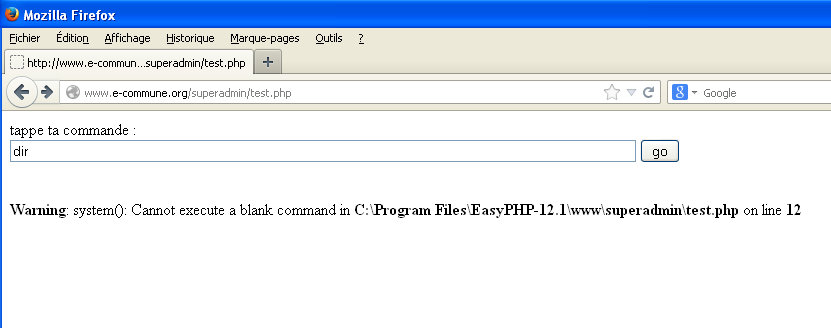 Mozilla Firefox
Fichier Édition Affichage Historique Marque-pages Outils ?
http://www.e-commun...superadmin/test.php
www.e-commune.org/superadmin/test.php Google
tappe ta commande :
dir go
Warning: system(): Cannot execute a blank command in C:\Program Files\EasyPHP-12.1\www\superadmin\test.php on line 12